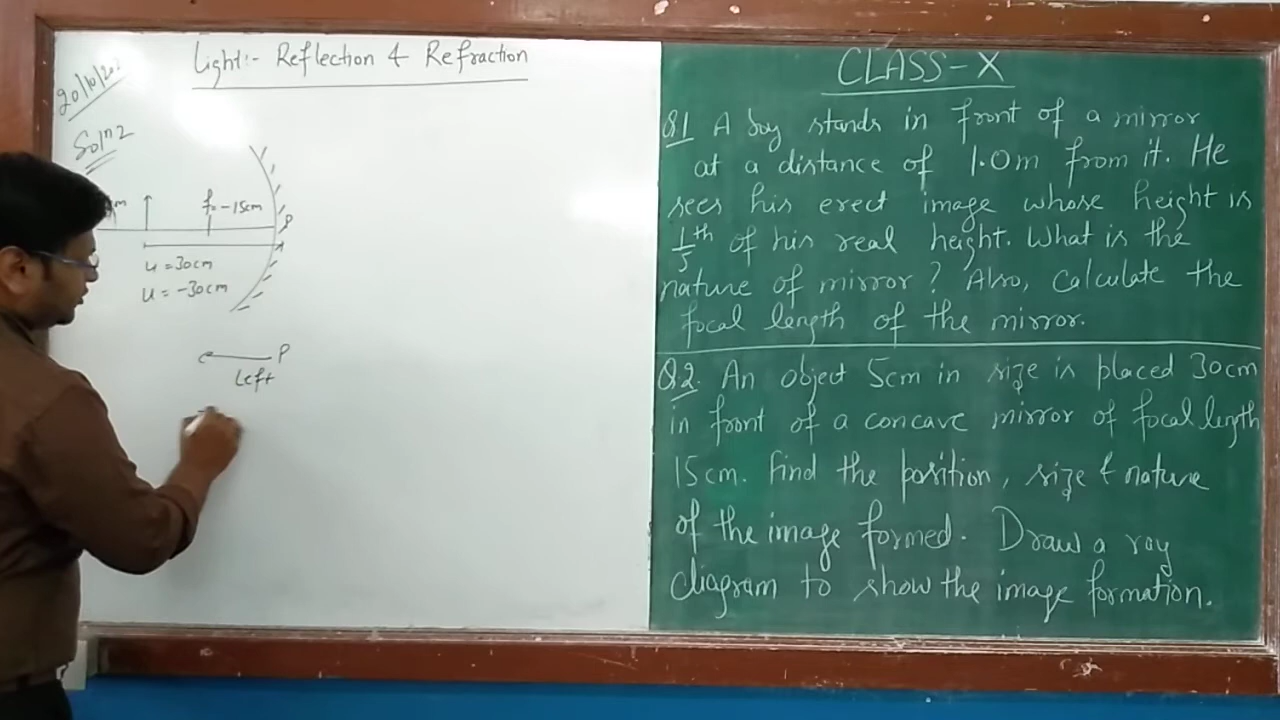 Light:- Reflection & Refraction
20/10/202
Solⁿ 2
f=-15cm
P
u = 30cm
u = -30cm
P
Left
CLASS-X
Q1 A boy stands in front of a mirror
at a distance of 1.0m from it. He
sees his erect image whose height is
1/5 th of his real height. What is the
nature of mirror? Also, Calculate the
focal length of the mirror.
Q.2. An object 5cm in size is placed 30cm
in front of a concave mirror of focal length
15cm. Find the position, size & nature
of the image formed. Draw a ray
diagram to show the image formation.